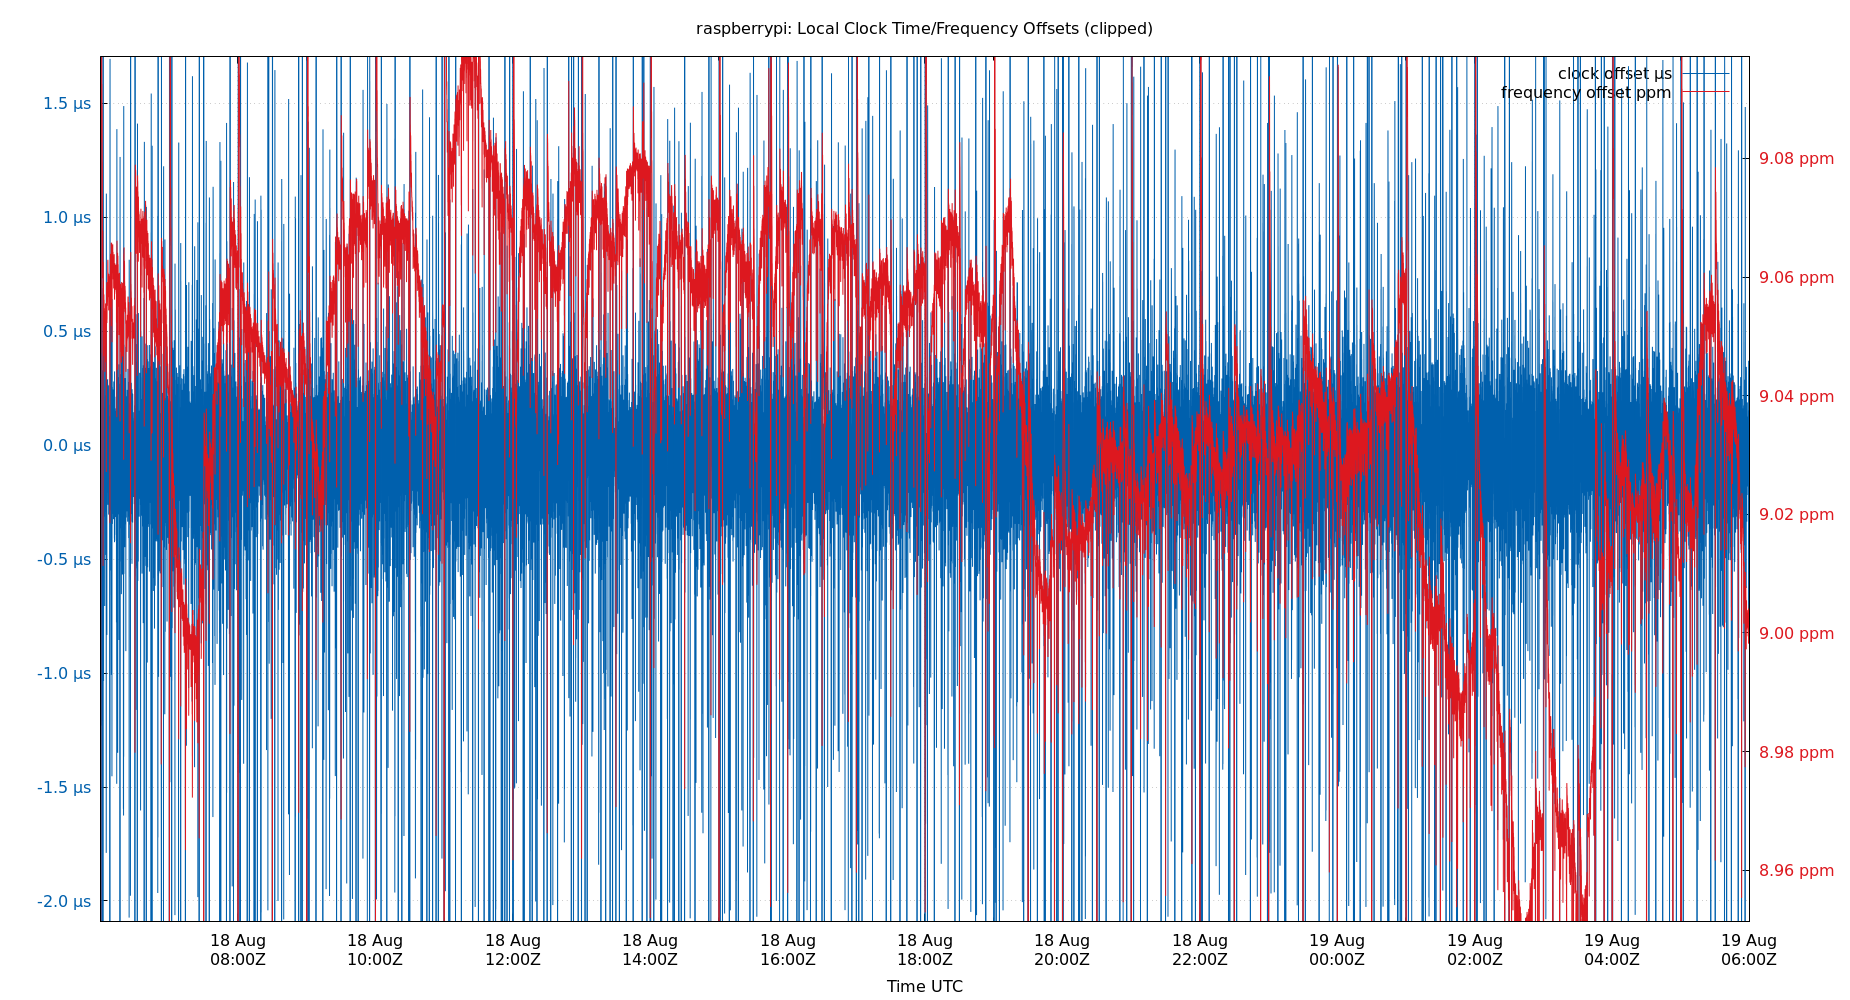 raspberrypi: Local Clock Time/Frequency Offsets (clipped)
clock offset µs
frequency offset ppm
1.5 µs
1.0 µs
0.5 µs
0.0 µs
-0.5 µs
-1.0 µs
-1.5 µs
-2.0 µs
9.08 ppm
9.06 ppm
9.04 ppm
9.02 ppm
9.00 ppm
8.98 ppm
8.96 ppm
18 Aug
08:00Z
18 Aug
10:00Z
18 Aug
12:00Z
18 Aug
14:00Z
18 Aug
16:00Z
18 Aug
18:00Z
18 Aug
20:00Z
18 Aug
22:00Z
19 Aug
00:00Z
19 Aug
02:00Z
19 Aug
04:00Z
19 Aug
06:00Z
Time UTC